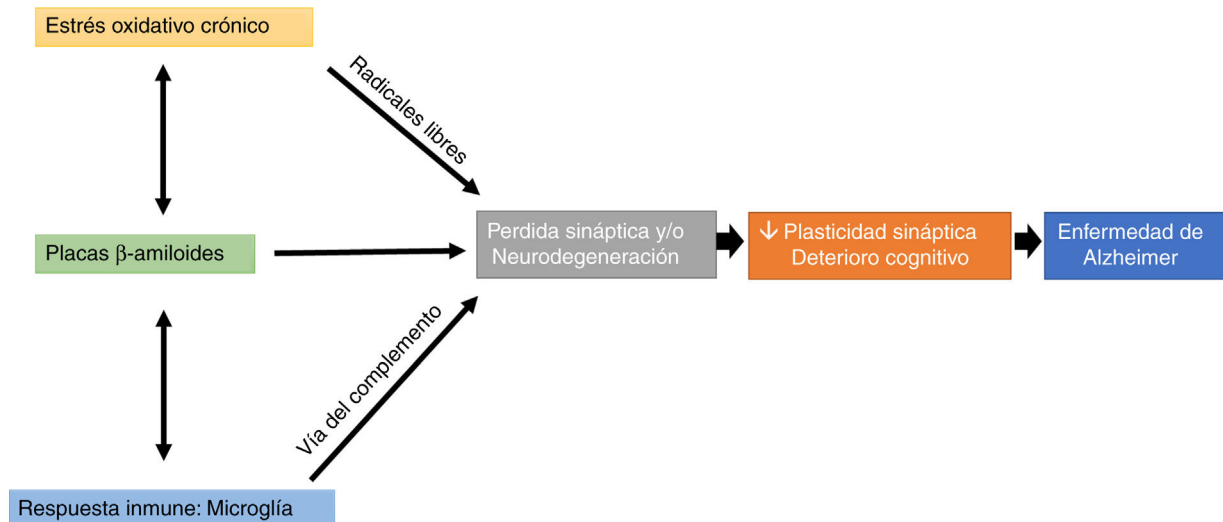 Estrés oxidativo crónico
Radicales libres
Placas β-amiloides
Perdida sináptica y/o
Neurodegeneración
↓ Plasticidad sináptica
Deterioro cognitivo
Enfermedad de
Alzheimer
Vía del complemento
Respuesta inmune: Microglía